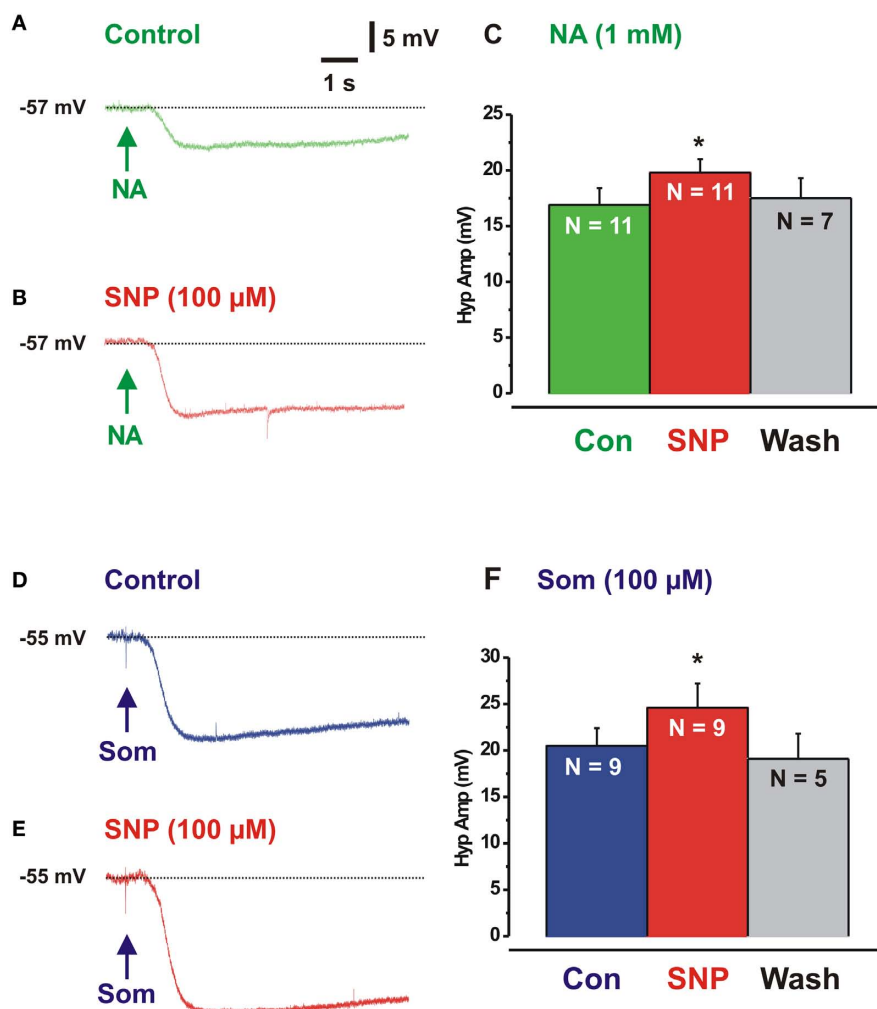 A
Control
5 mV
1 s
-57 mV
NA
B
SNP (100 µM)
-57 mV
NA
C
NA (1 mM)
25
20
15
10
5
0
Hyp Amp (mV)
*
N = 11
N = 11
N = 7
Con
SNP
Wash
D
Control
-55 mV
Som
E
SNP (100 µM)
-55 mV
Som
F
Som (100 µM)
30
25
20
15
10
5
0
Hyp Amp (mV)
*
N = 9
N = 9
N = 5
Con
SNP
Wash